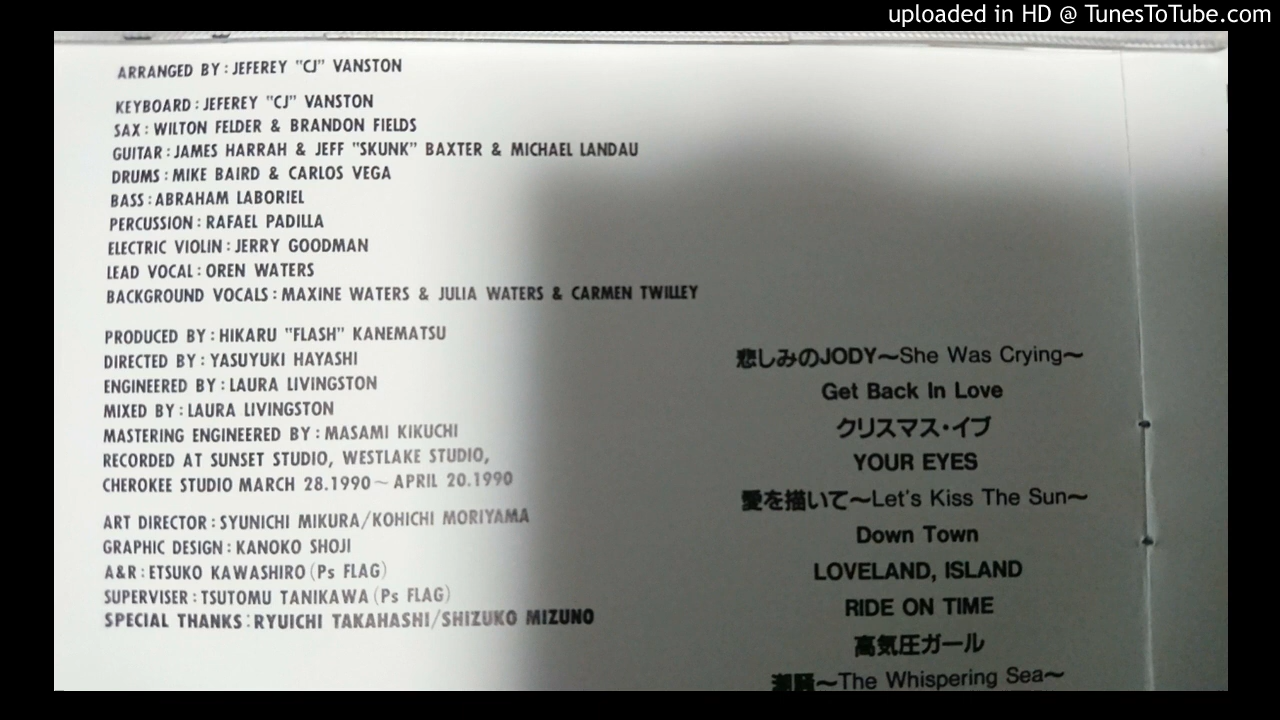 uploaded in HD @ TunesToTube.com
ARRANGED BY : JEFEREY "CJ" VANSTON
KEYBOARD : JEFEREY "CJ" VANSTON
SAX : WILTON FELDER & BRANDON FIELDS
GUITAR : JAMES HARRAH & JEFF "SKUNK" BAXTER & MICHAEL LANDAU
DRUMS : MIKE BAIRD & CARLOS VEGA
BASS : ABRAHAM LABORIEL
PERCUSSION : RAFAEL PADILLA
ELECTRIC VIOLIN : JERRY GOODMAN
LEAD VOCAL : OREN WATERS
BACKGROUND VOCALS : MAXINE WATERS & JULIA WATERS & CARMEN TWILLEY
PRODUCED BY : HIKARU "FLASH" KANEMATSU
DIRECTED BY : YASUYUKI HAYASHI
ENGINEERED BY : LAURA LIVINGSTON
MIXED BY : LAURA LIVINGSTON
MASTERING ENGINEERED BY : MASAMI KIKUCHI
RECORDED AT SUNSET STUDIO, WESTLAKE STUDIO,
CHEROKEE STUDIO MARCH 28.1990～APRIL 20.1990
ART DIRECTOR : SYUNICHI MIKURA/KOHICHI MORIYAMA
GRAPHIC DESIGN : KANOKO SHOJI
A&R : ETSUKO KAWASHIRO (Ps FLAG)
SUPERVISER : TSUTOMU TANIKAWA (Ps FLAG)
SPECIAL THANKS : RYUICHI TAKAHASHI/SHIZUKO MIZUNO
悲しみのJODY～She Was Crying～
Get Back In Love
クリスマス・イブ
YOUR EYES
愛を描いて～Let's Kiss The Sun～
Down Town
LOVELAND, ISLAND
RIDE ON TIME
高気圧ガール
潮騒～The Whispering Sea～